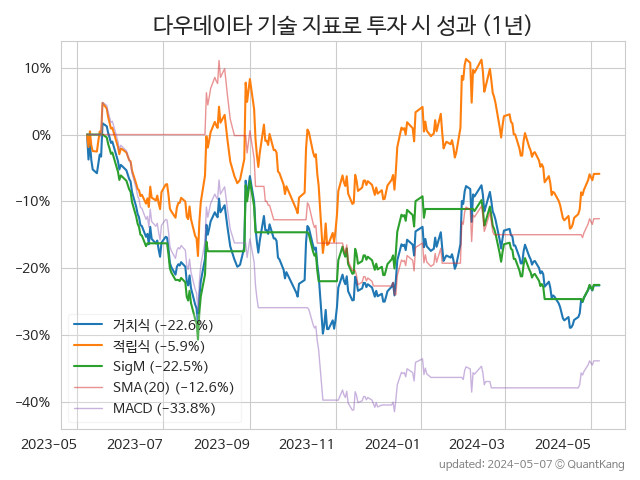 다우데이타 기술 지표로 투자 시 성과 (1년)
10%
0%
−10%
−20%
−30%
−40%
거치식 (−22.6%)
적립식 (−5.9%)
SigM (−22.5%)
SMA(20) (−12.6%)
MACD (−33.8%)
2023-05 2023-07 2023-09 2023-11 2024-01 2024-03 2024-05
updated: 2024-05-07 © QuantKang